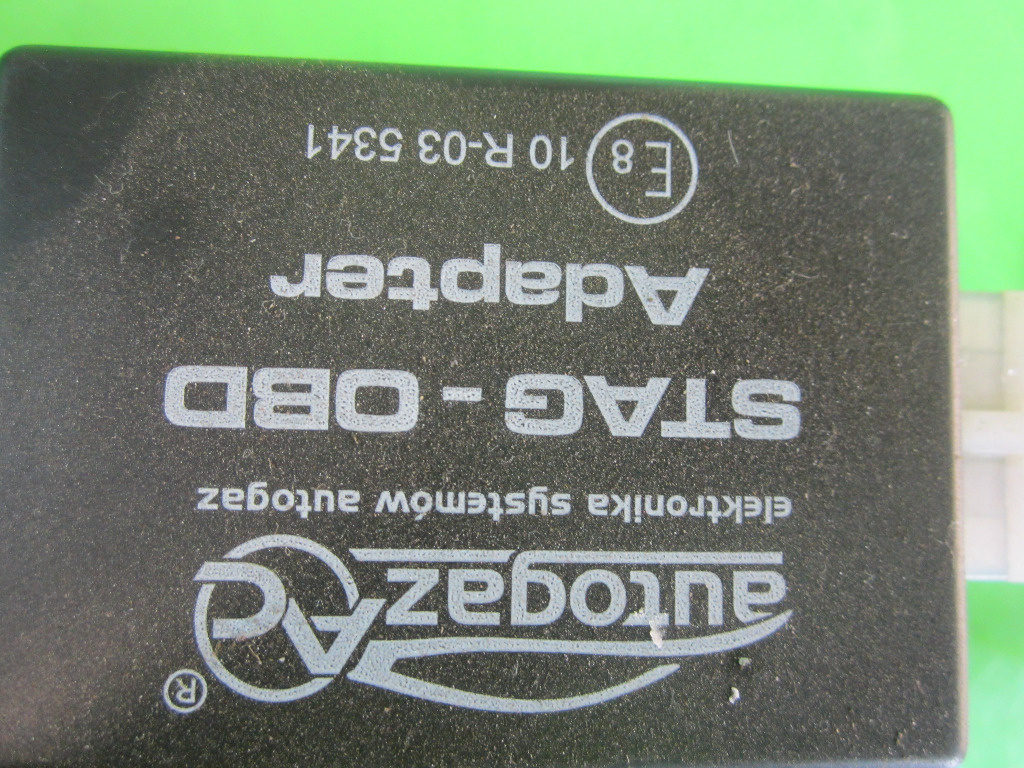 autogaz AC ®
elektronika systemów autogaz
STAG - OBD
Adapter
E8 10 R-03 5341